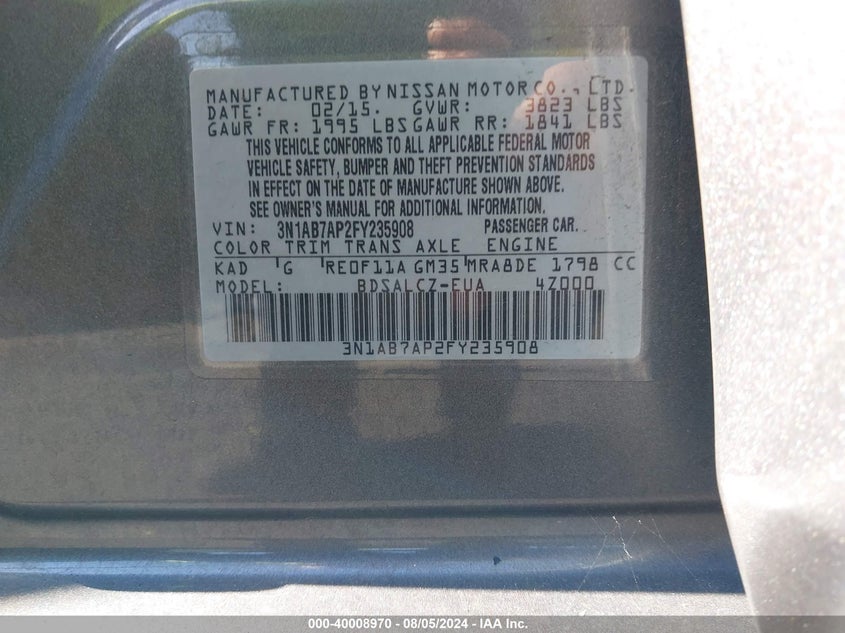 MANUFACTURED BY NISSAN MOTOR CO., LTD.
DATE: 02/15. GVWR: 3823 LBS
GAWR FR: 1995 LBS GAWR RR: 1841 LBS
THIS VEHICLE CONFORMS TO ALL APPLICABLE FEDERAL MOTOR
VEHICLE SAFETY, BUMPER AND THEFT PREVENTION STANDARDS
IN EFFECT ON THE DATE OF MANUFACTURE SHOWN ABOVE.
SEE OWNER'S MANUAL FOR ADDITIONAL INFORMATION.
VIN: 3N1AB7AP2FY235908 PASSENGER CAR.
COLOR TRIM TRANS AXLE ENGINE
KAD G RE0F11A GM35 MRA8DE 1798 CC
MODEL: BDSALCZ-EUA 4Z000
3N1AB7AP2FY235908
000-40008970 - 08/05/2024 - IAA Inc.